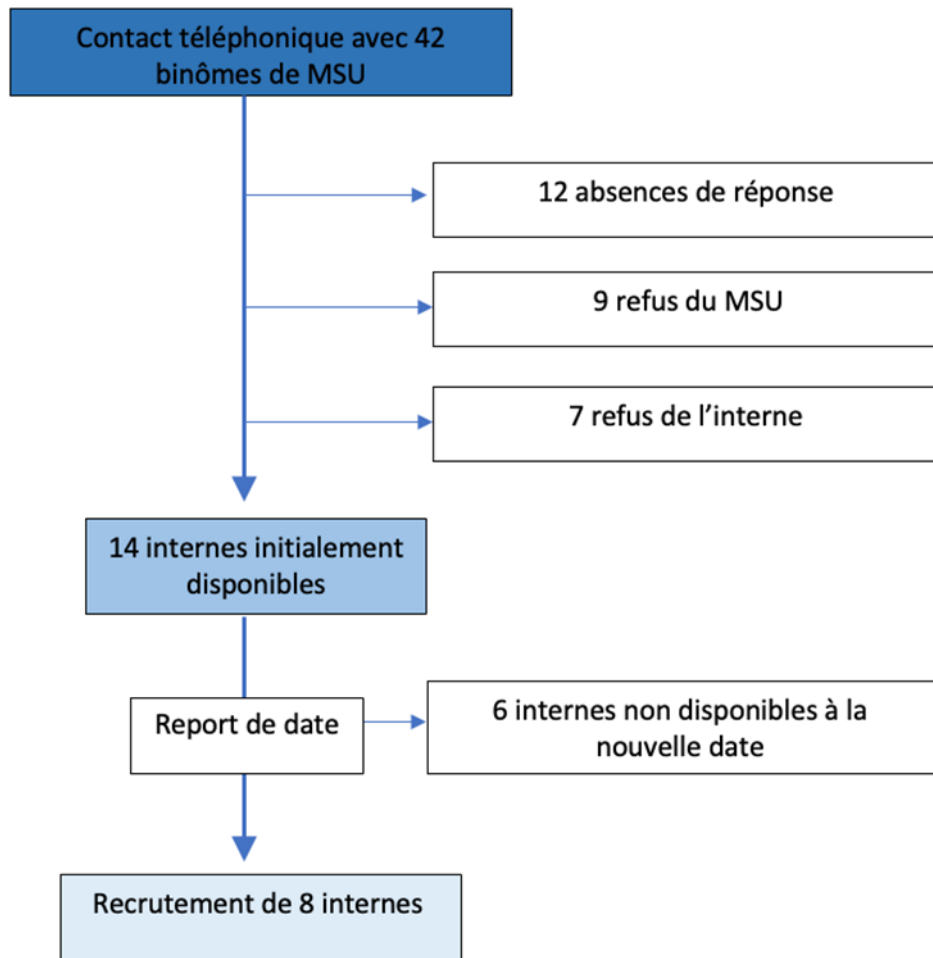 Contact téléphonique avec 42
binômes de MSU
12 absences de réponse
9 refus du MSU
7 refus de l’interne
14 internes initialement
disponibles
Report de date
6 internes non disponibles à la
nouvelle date
Recrutement de 8 internes